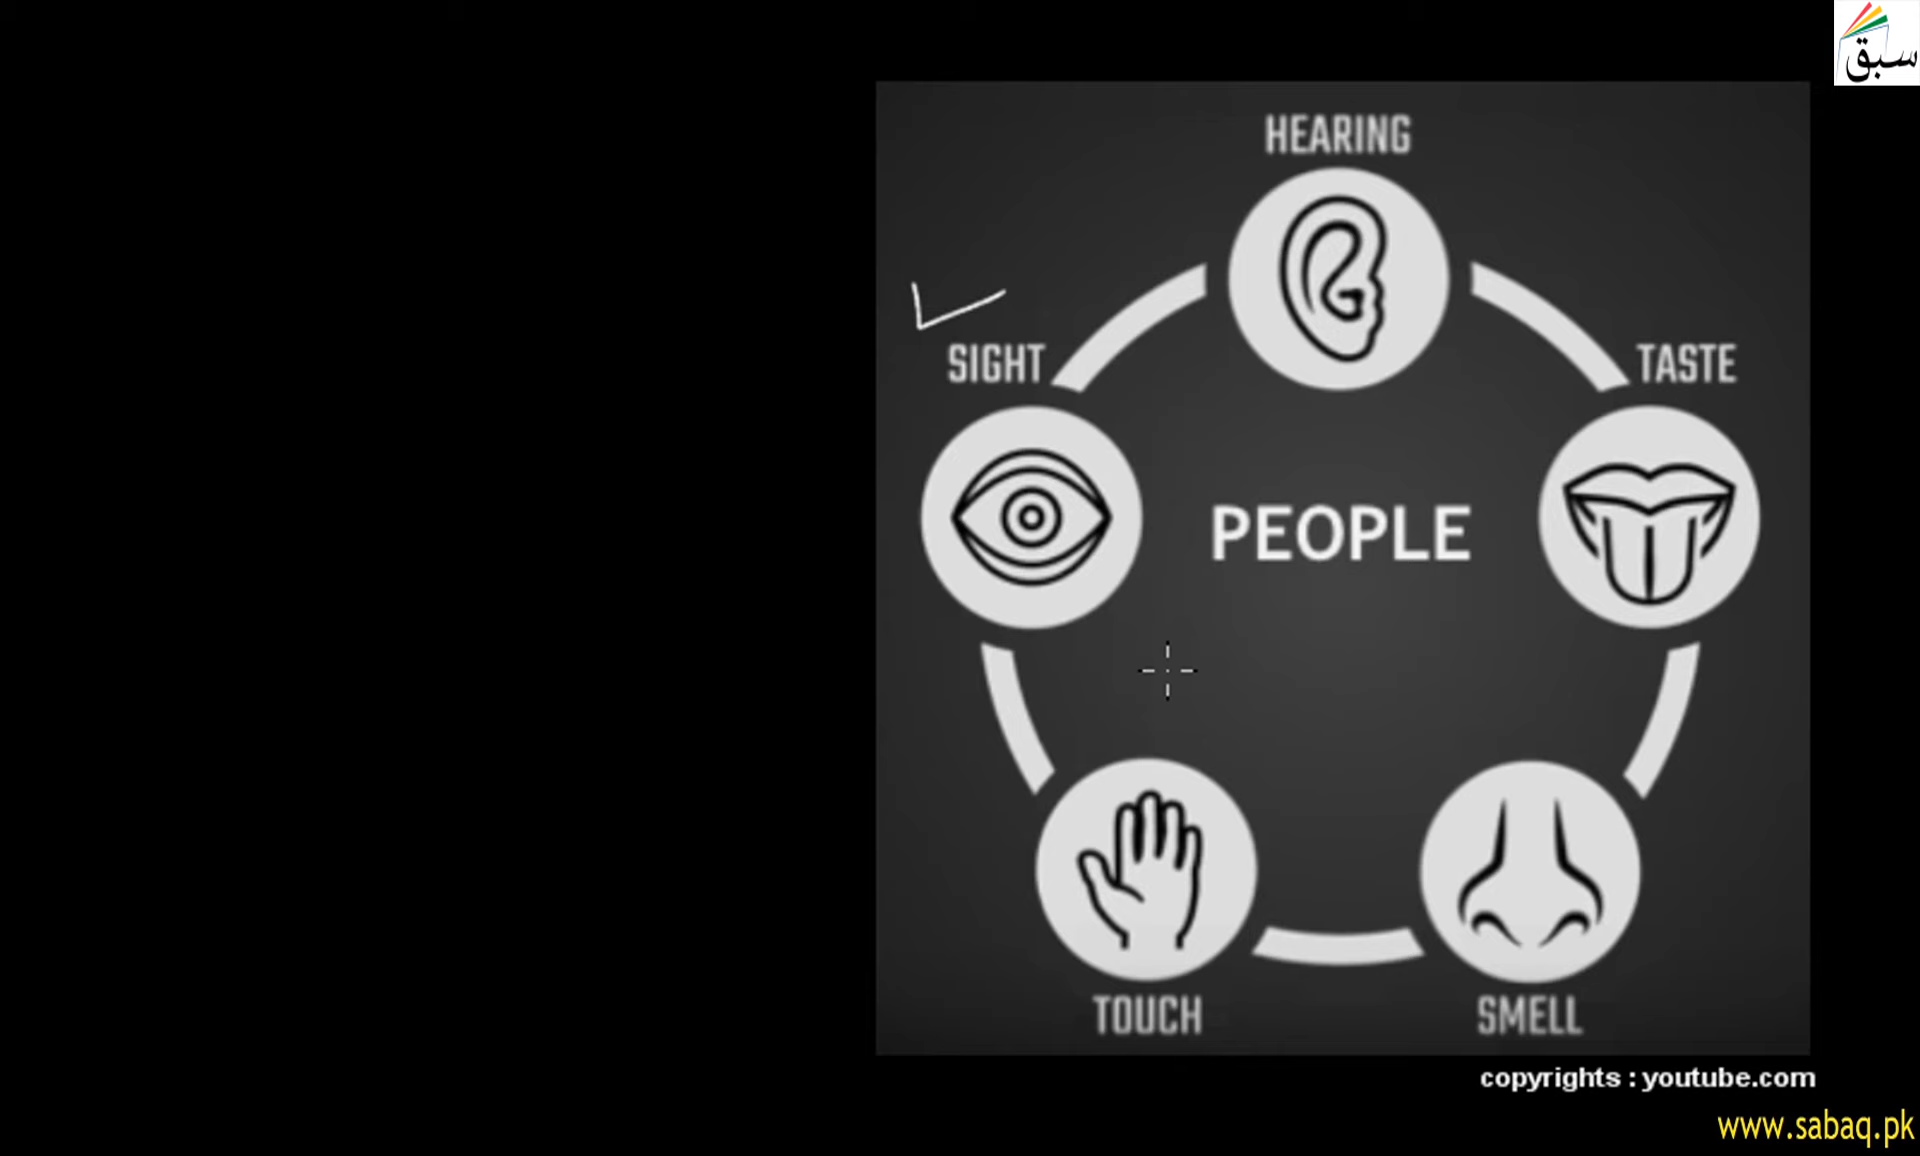 سبق
HEARING
SIGHT
TASTE
PEOPLE
TOUCH
SMELL
copyrights : youtube.com
www.sabaq.pk